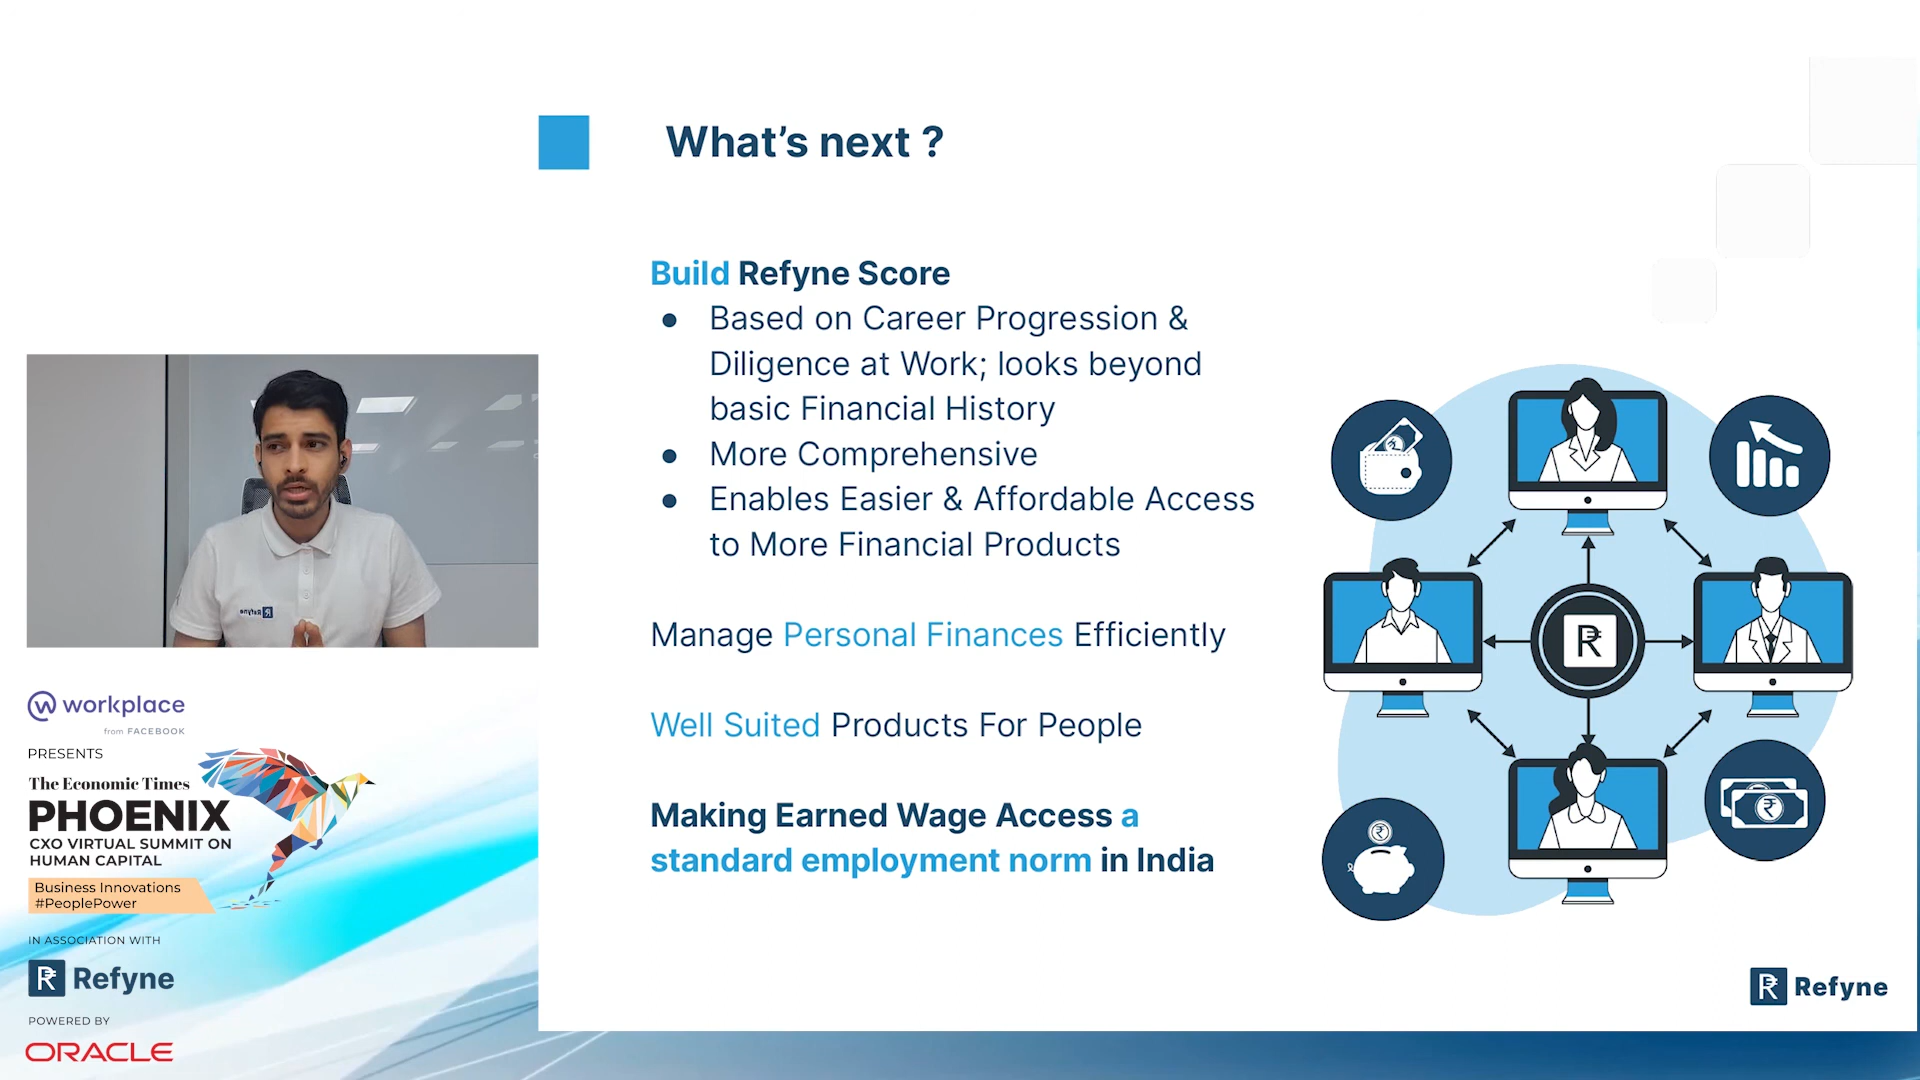 What’s next ?
Build Refyne Score
● Based on Career Progression &
Diligence at Work; looks beyond
basic Financial History
● More Comprehensive
● Enables Easier & Affordable Access
to More Financial Products
Manage Personal Finances Efficiently
Well Suited Products For People
Making Earned Wage Access a
standard employment norm in India
Refyne
Refyne
workplace
from FACEBOOK
PRESENTS
The Economic Times
PHOENIX
CXO VIRTUAL SUMMIT ON
HUMAN CAPITAL
Business Innovations
#PeoplePower
IN ASSOCIATION WITH
Refyne
POWERED BY
ORACLE